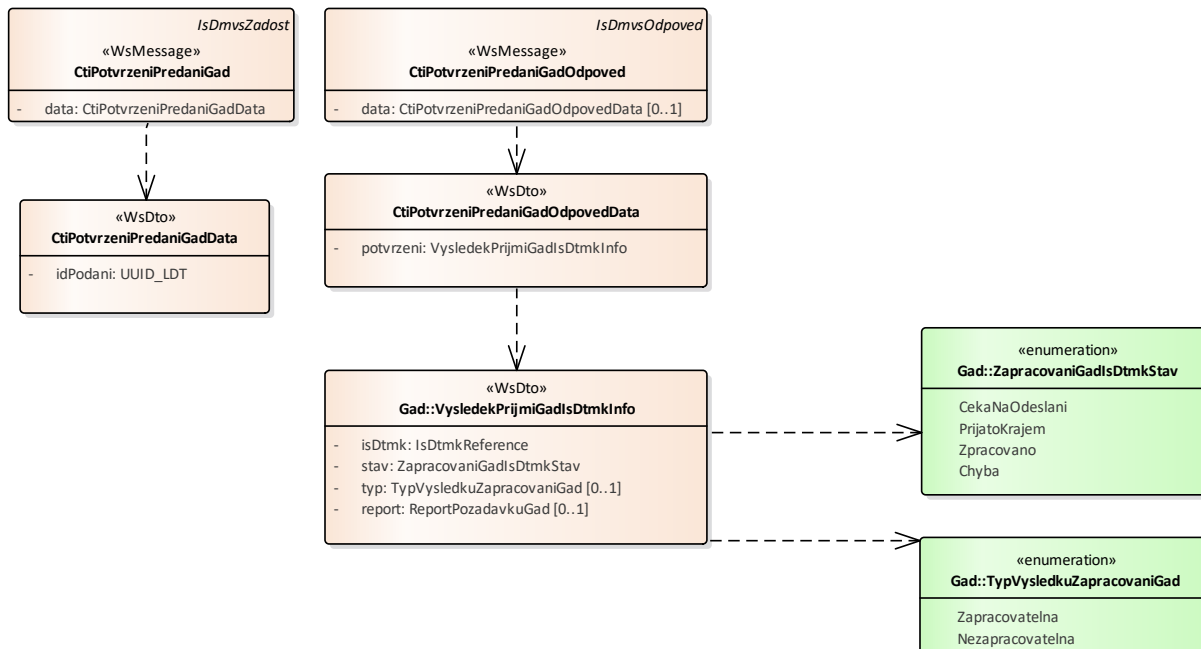 IsDmvsZadost
«WsMessage»
CtiPotvrzeniPredaniGad
- data: CtiPotvrzeniPredaniGadData
IsDmvsOdpoved
«WsMessage»
CtiPotvrzeniPredaniGadOdpoved
- data: CtiPotvrzeniPredaniGadOdpovedData [0..1]
«WsDto»
CtiPotvrzeniPredaniGadData
- idPodani: UUID_LDT
«WsDto»
CtiPotvrzeniPredaniGadOdpovedData
- potvrzeni: VysledekPrijmiGadIsDtmkInfo
«WsDto»
Gad::VysledekPrijmiGadIsDtmkInfo
- isDtmk: IsDtmkReference
- stav: ZapracovaniGadIsDtmkStav
- typ: TypVysledkuZapracovaniGad [0..1]
- report: ReportPozadavkuGad [0..1]
«enumeration»
Gad::ZapracovaniGadIsDtmkStav
CekaNaOdeslani
PrijatoKrajem
Zpracovano
Chyba
«enumeration»
Gad::TypVysledkuZapracovaniGad
Zapracovatelna
Nezapracovatelna